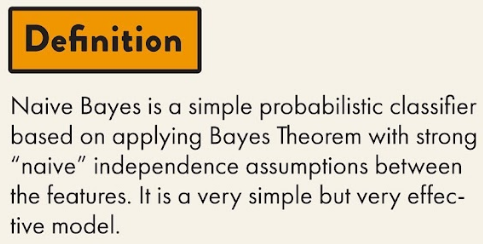 Definition
Naive Bayes is a simple probabilistic classifier
based on applying Bayes Theorem with strong
“naive” independence assumptions between
the features. It is a very simple but very effec-
tive model.